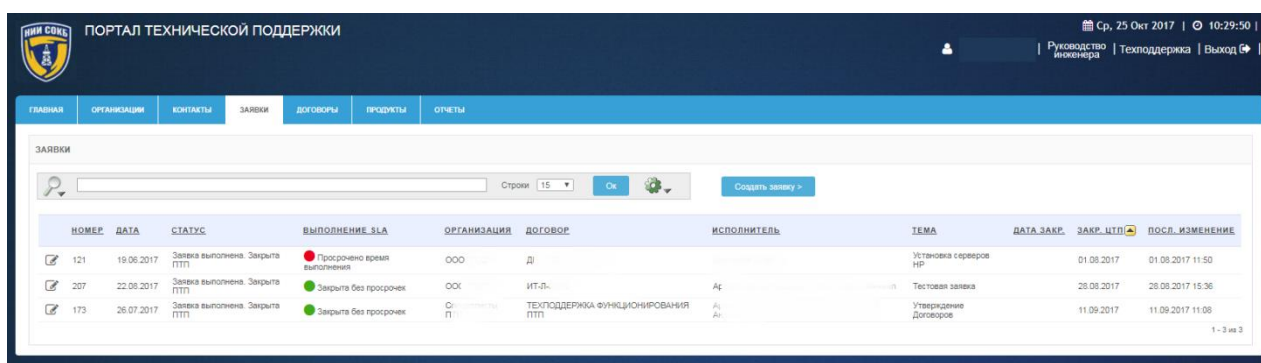 НИИ СОКБ
ПОРТАЛ ТЕХНИЧЕСКОЙ ПОДДЕРЖКИ
Ср, 25 Окт 2017 | 10:29:50 |
| Руководство инженера | Техподдержка | Выход |
ГЛАВНАЯ ОРГАНИЗАЦИИ КОНТАКТЫ ЗАЯВКИ ДОГОВОРЫ ПРОДУКТЫ ОТЧЕТЫ
ЗАЯВКИ
Строки 15 Ок Создать заявку >
НОМЕР ДАТА СТАТУС ВЫПОЛНЕНИЕ SLA ОРГАНИЗАЦИЯ ДОГОВОР ИСПОЛНИТЕЛЬ ТЕМА ДАТА ЗАКР. ЗАКР. ЦТП ПОСЛ. ИЗМЕНЕНИЕ
121 19.06.2017 Заявка выполнена. Закрыта ПТП Просрочено время выполнения ООО Установка серверов HP 01.08.2017 01.08.2017 11:50
207 22.08.2017 Заявка выполнена. Закрыта ПТП Закрыта без просрочек ИТ-Л Тестовая заявка 28.08.2017 28.08.2017 15:36
173 26.07.2017 Заявка выполнена. Закрыта ПТП Закрыта без просрочек ТЕХПОДДЕРЖКА ФУНКЦИОНИРОВАНИЯ ПТП Утверждение Договоров 11.09.2017 11.09.2017 11:08
1 - 3 из 3